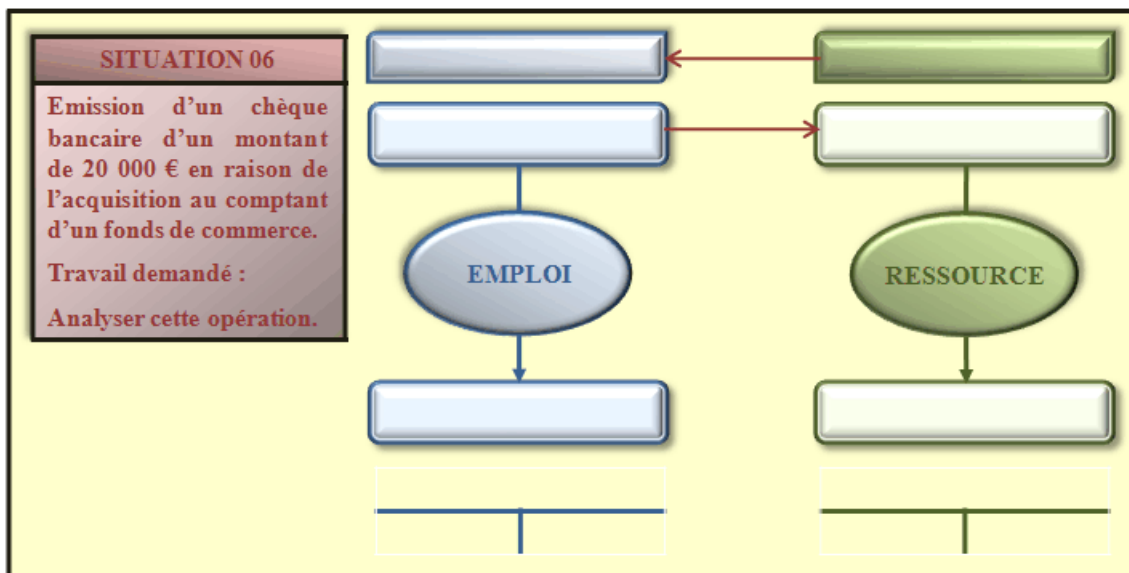 SITUATION 06
Emission d'un chèque
bancaire d'un montant
de 20 000 € en raison de
l'acquisition au comptant
d'un fonds de commerce.
Travail demandé :
Analyser cette opération.
EMPLOI
RESSOURCE